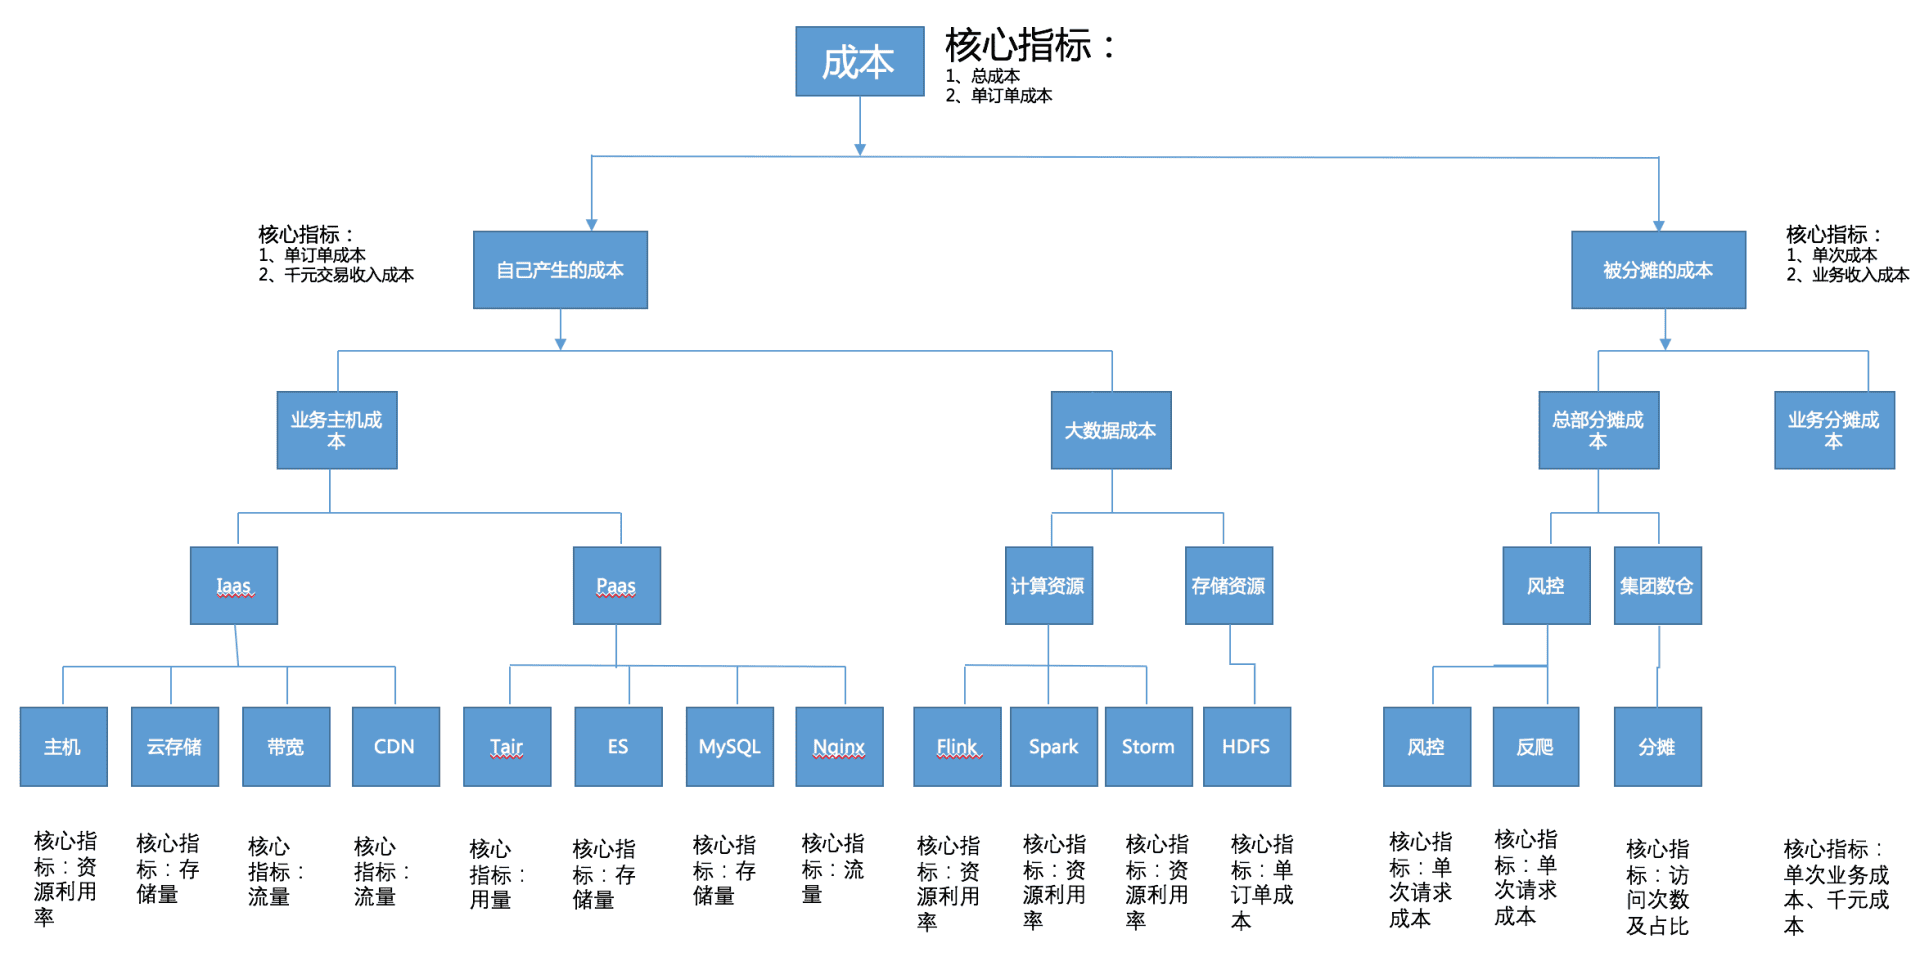 成本
核心指标：
1、总成本
2、单订单成本
核心指标：
1、单订单成本
2、千元交易收入成本
自己产生的成本
被分摊的成本
核心指标：
1、单次成本
2、业务收入成本
业务主机成
本
大数据成本
总部分摊成
本
业务分摊成
本
Iaas
Paas
计算资源
存储资源
风控
集团数仓
主机
云存储
带宽
CDN
Tair
ES
MySQL
Nginx
Flink
Spark
Storm
HDFS
风控
反爬
分摊
核心指
标：资
源利用
率
核心指
标：存
储量
核心
指标：
流量
核心
指标：
流量
核心
指标：
用量
核心指
标：存
储量
核心指
标：存
储量
核心指
标：流
量
核心指
标：资
源利用
率
核心指
标：资
源利用
率
核心指
标：资
源利用
率
核心指
标：单
订单成
本
核心指
标：单
次请求
成本
核心指
标：单
次请求
成本
核心指
标：访
问次数
及占比
核心指标：
单次业务成
本、千元成
本